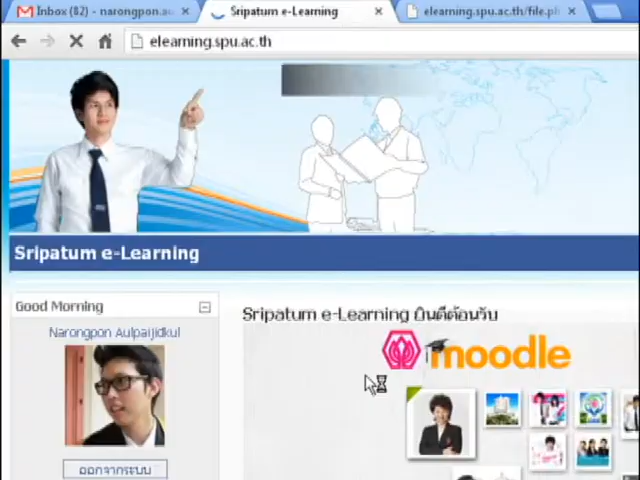 Inbox (82) - narongpon.au
Sripatum e-Learning
elearning.spu.ac.th/file.ph
elearning.spu.ac.th
Sripatum e-Learning
Good Morning
Narongpon Aulpaijidkul
ออกจากระบบ
Sripatum e-Learning ยินดีต้อนรับ
moodle